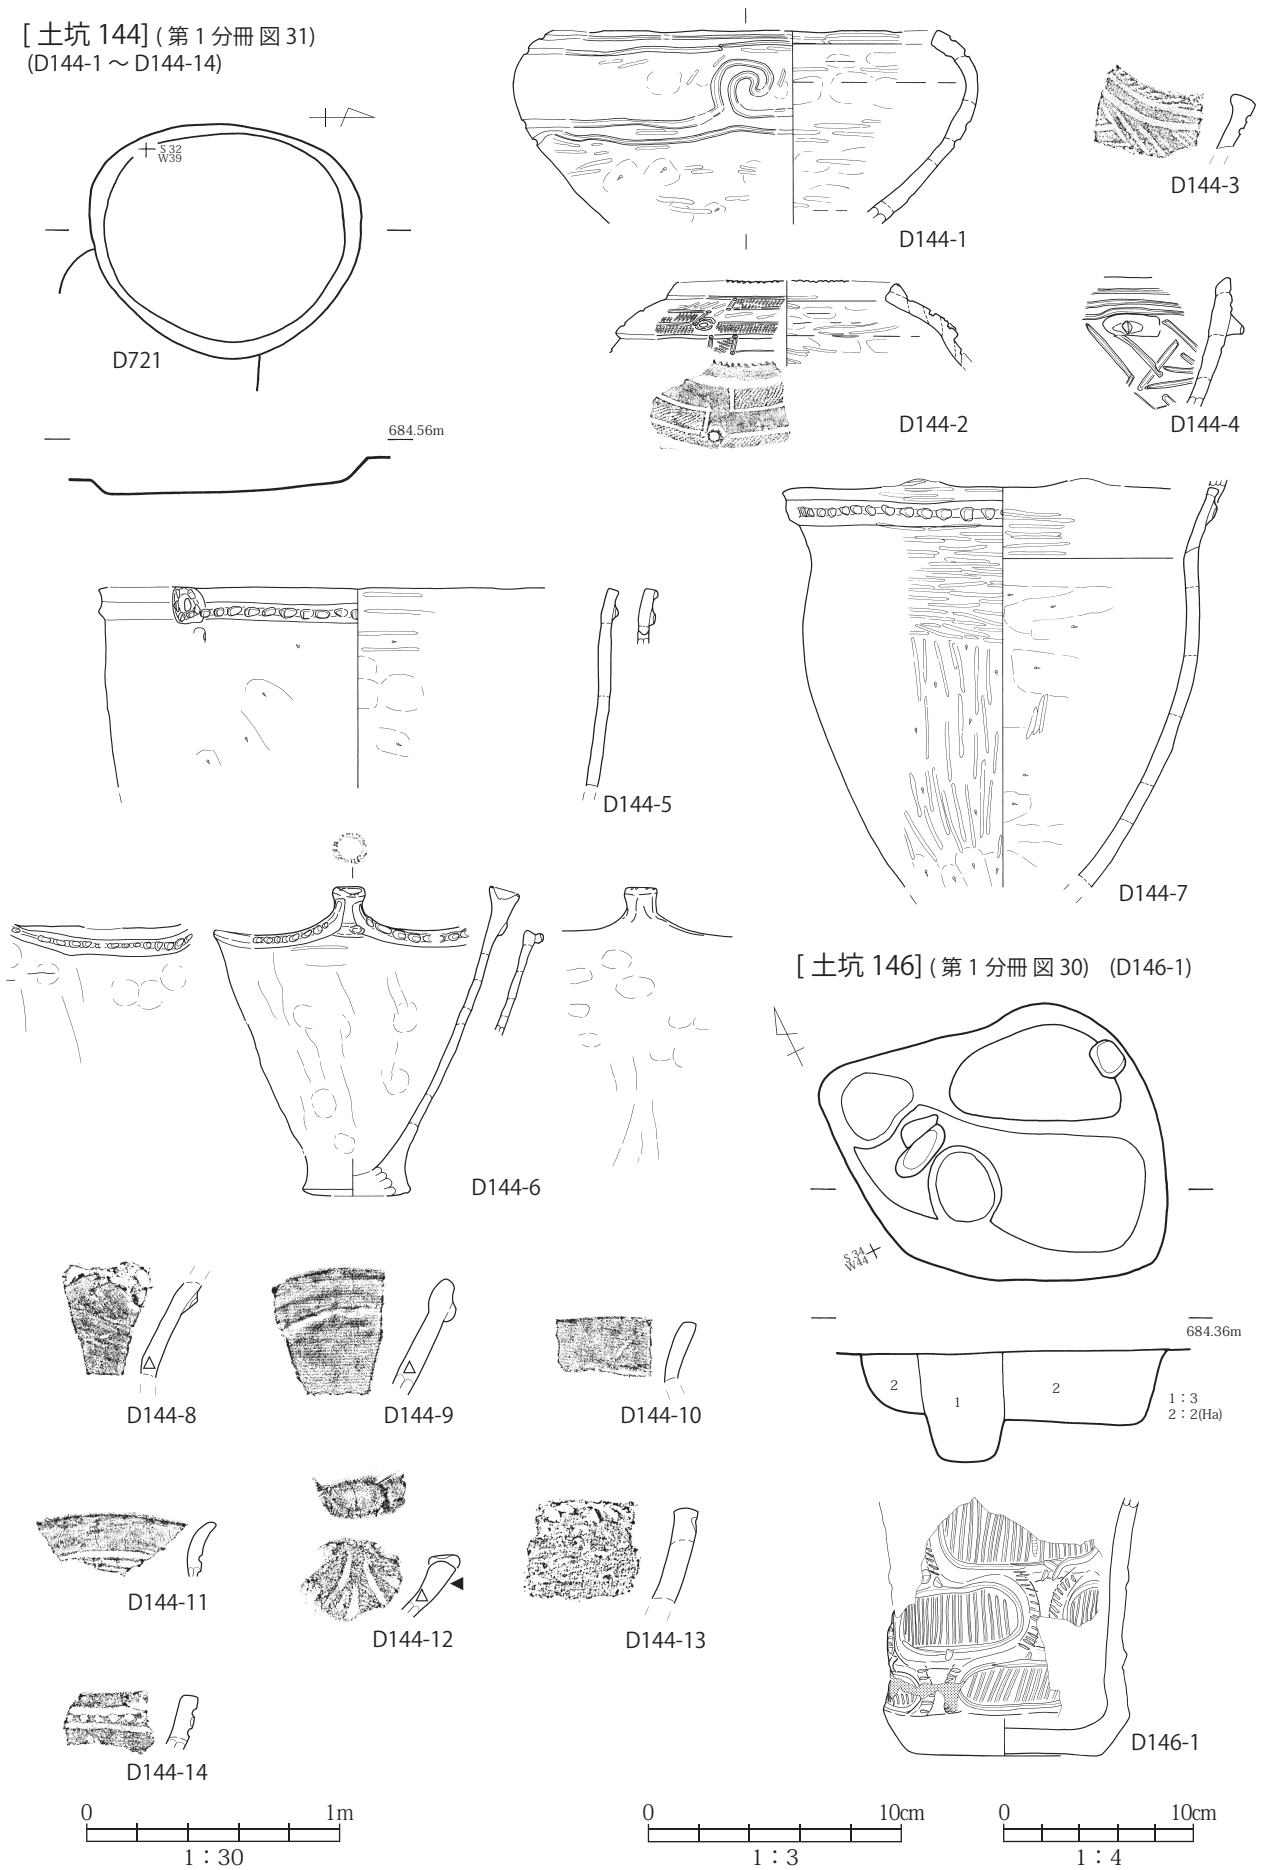 [ 土坑 144] ( 第 1 分冊 図 31)
(D144-1 ～ D144-14)
S 32
W39
D721
684.56m
D144-1
D144-2
D144-3
D144-4
D144-5
D144-6
D144-7
[ 土坑 146] ( 第 1 分冊 図 30) (D146-1)
S 34
W44
684.36m
2
1
2
1：3
2：2(Ha)
D144-8
D144-9
D144-10
D144-11
D144-12
D144-13
D144-14
D146-1
0 1m
1：30
0 10cm
1：3
0 10cm
1：4